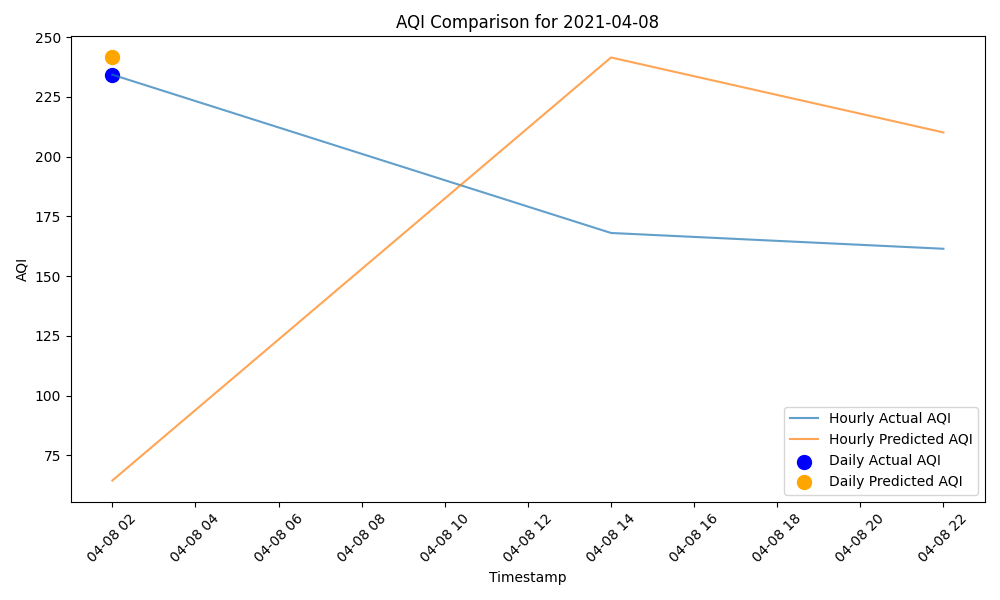 AQI Comparison for 2021-04-08
AQI
250
225
200
175
150
125
100
75
04-08 02
04-08 04
04-08 06
04-08 08
04-08 10
04-08 12
04-08 14
04-08 16
04-08 18
04-08 20
04-08 22
Timestamp
Hourly Actual AQI
Hourly Predicted AQI
Daily Actual AQI
Daily Predicted AQI